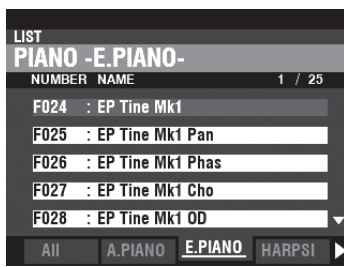 LIST
PIANO -E.PIANO-
NUMBER NAME 1 / 25
F024 : EP Tine Mk1
F025 : EP Tine Mk1 Pan
F026 : EP Tine Mk1 Phas
F027 : EP Tine Mk1 Cho
F028 : EP Tine Mk1 OD
All A.PIANO E.PIANO HARPSI